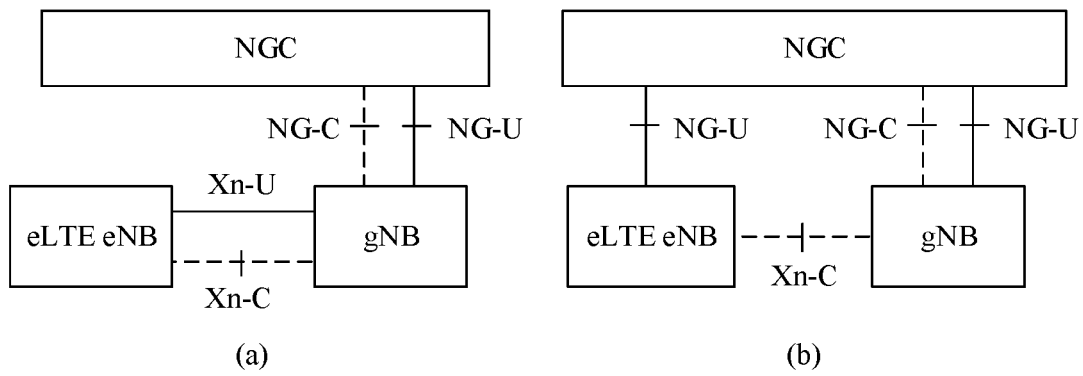 NGC
NG-C
NG-U
Xn-U
eLTE eNB
gNB
Xn-C
(a)
NGC
NG-U
NG-C
NG-U
eLTE eNB
gNB
Xn-C
(b)